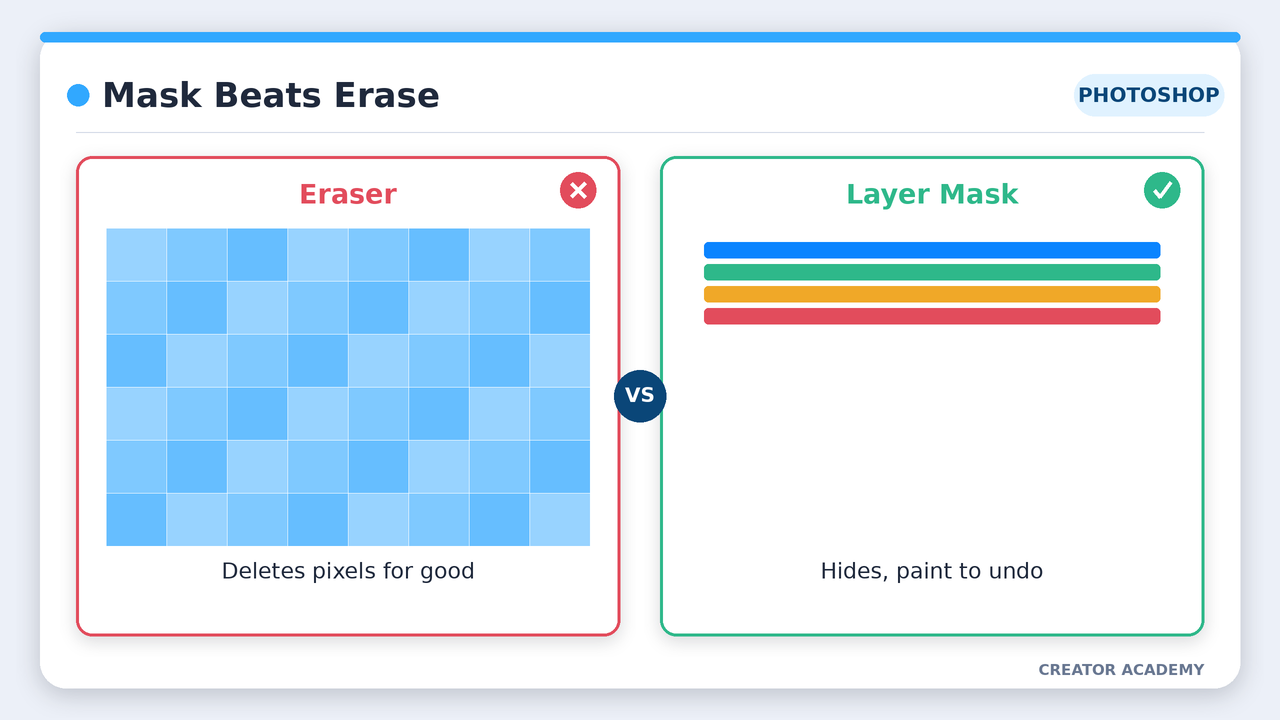 Mask Beats Erase
PHOTOSHOP
Eraser
Layer Mask
VS
Deletes pixels for good
Hides, paint to undo
CREATOR ACADEMY